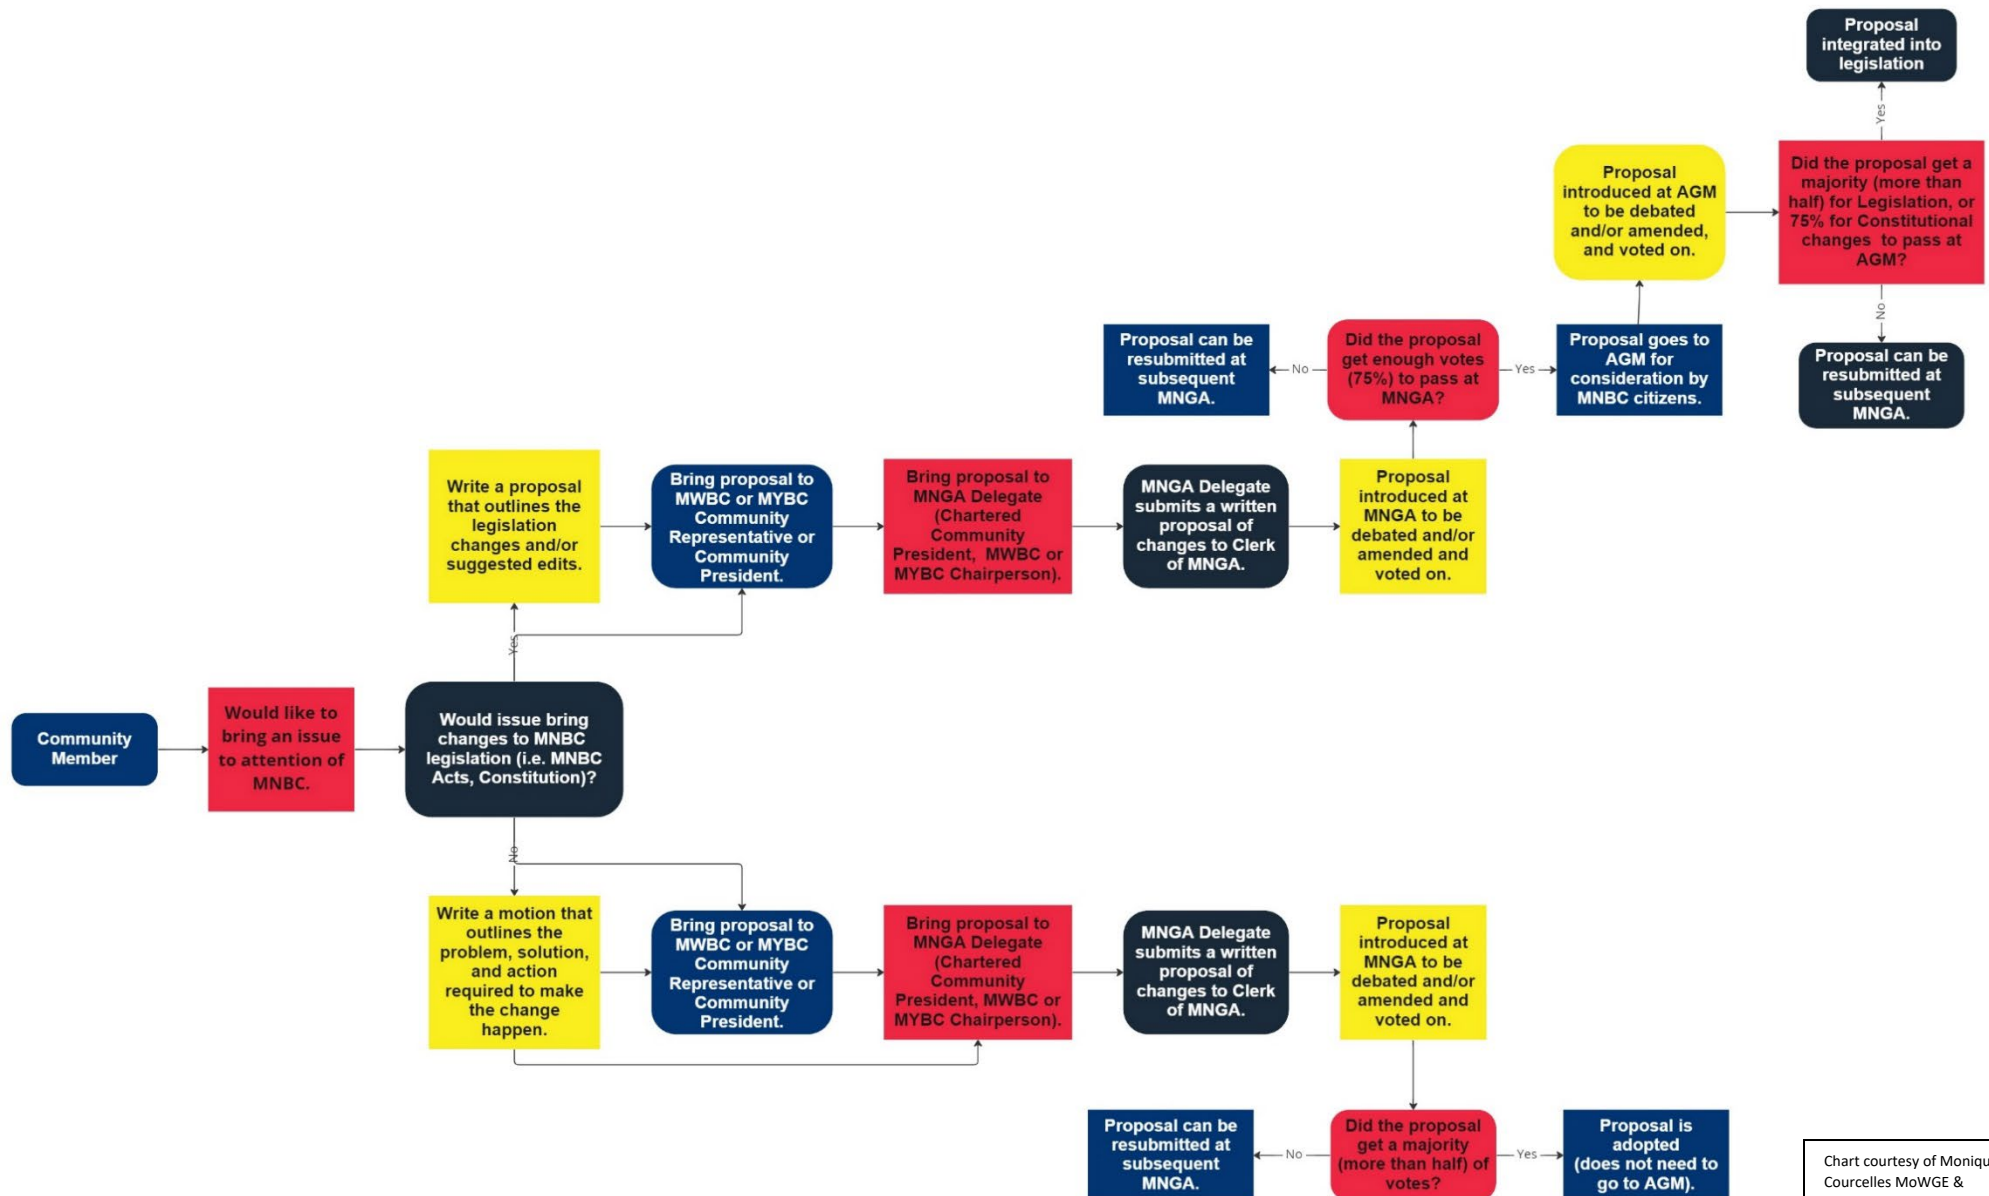 Proposal
integrated into
legislation
Yes
Proposal
introduced at AGM
to be debated
and/or amended,
and voted on.
Did the proposal get a
majority (more than
half) for Legislation, or
75% for Constitutional
changes to pass at
AGM?
No
Proposal can be
resubmitted at
subsequent
MNGA.
Proposal can be
resubmitted at
subsequent
MNGA.
No
Did the proposal
get enough votes
(75%) to pass at
MNGA?
Yes
Proposal goes to
AGM for
consideration by
MNBC citizens.
Write a proposal
that outlines the
legislation
changes and/or
suggested edits.
Bring proposal to
MWBC or MYBC
Community
Representative or
Community
President.
Bring proposal to
MNGA Delegate
(Chartered
Community
President, MWBC or
MYBC Chairperson).
MNGA Delegate
submits a written
proposal of
changes to Clerk
of MNGA.
Proposal
introduced at
MNGA to be
debated and/or
amended and
voted on.
Yes
Community
Member
Would like to
bring an issue
to attention of
MNBC.
Would issue bring
changes to MNBC
legislation (i.e. MNBC
Acts, Constitution)?
No
Write a motion that
outlines the
problem, solution,
and action
required to make
the change
happen.
Bring proposal to
MWBC or MYBC
Community
Representative or
Community
President.
Bring proposal to
MNGA Delegate
(Chartered
Community
President, MWBC or
MYBC Chairperson).
MNGA Delegate
submits a written
proposal of
changes to Clerk
of MNGA.
Proposal
introduced at
MNGA to be
debated and/or
amended and
voted on.
Proposal can be
resubmitted at
subsequent
MNGA.
No
Did the proposal
get a majority
(more than half) of
votes?
Yes
Proposal is
adopted
(does not need to
go to AGM).
Chart courtesy of Moniqu
Courcelles MoWGE &